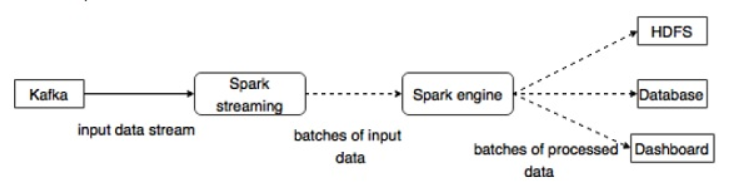 HDFS
Kafka
Spark
streaming
Spark engine
Database
input data stream
batches of input
data
batches of processed
data
Dashboard